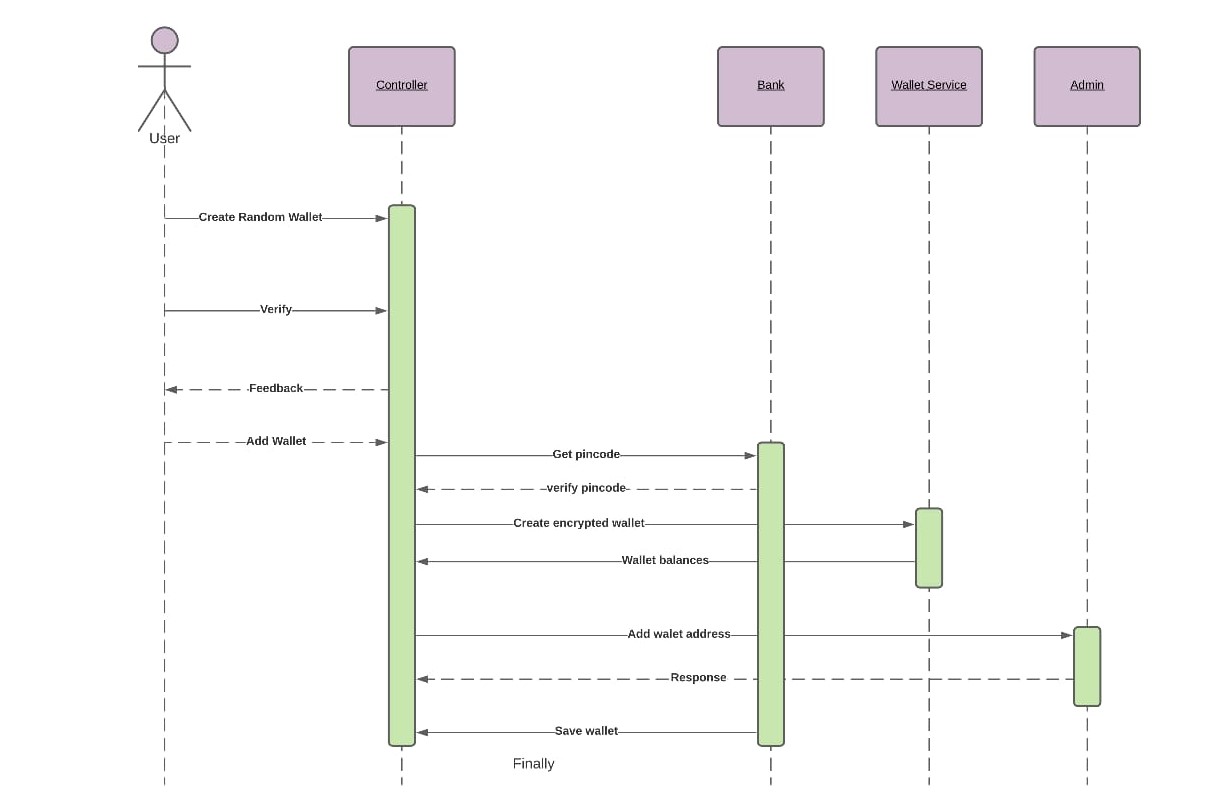 User
Controller
Bank
Wallet Service
Admin
Create Random Wallet
Verify
Feedback
Add Wallet
Get pincode
verify pincode
Create encrypted wallet
Wallet balances
Add walet address
Response
Save wallet
Finally